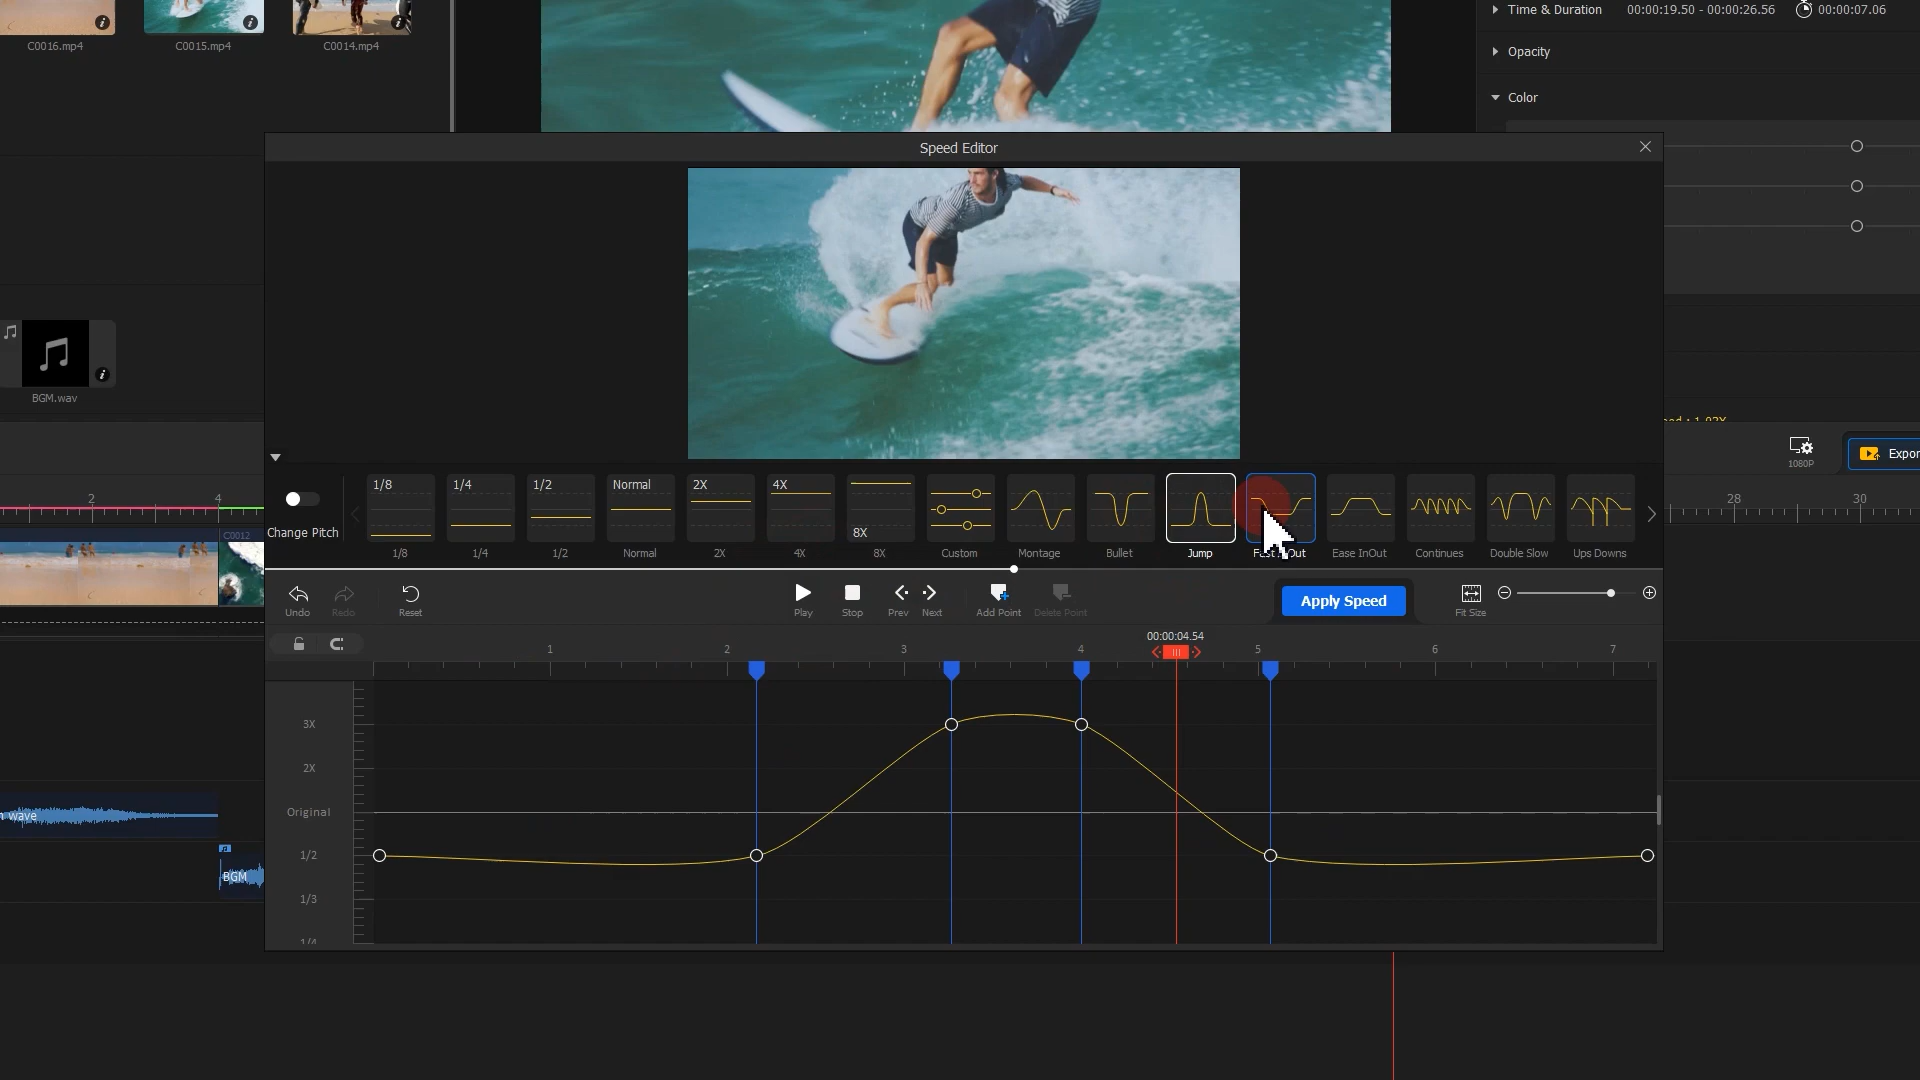 Time & Duration 00:00:19.50 - 00:00:26.56 00:00:07.06
C0016.mp4 C0015.mp4 C0014.mp4
Opacity
Color
Speed Editor
BGM.wav
1080P
Export
1/8 1/4 1/2 Normal 2X 4X 8X
Change Pitch
1/8 1/4 1/2 Normal 2X 4X 8X Custom Montage Bullet Jump Ease InOut Continues Double Slow Ups Downs
2 4
28 30
C0012
Undo Redo Reset Play Stop Prev Next Add Point Delete Point Apply Speed Fit Size
00:00:04.54
1 2 3 4 5 6 7
3X
2X
Original
1/2
1/3
1/4
wave
BGM